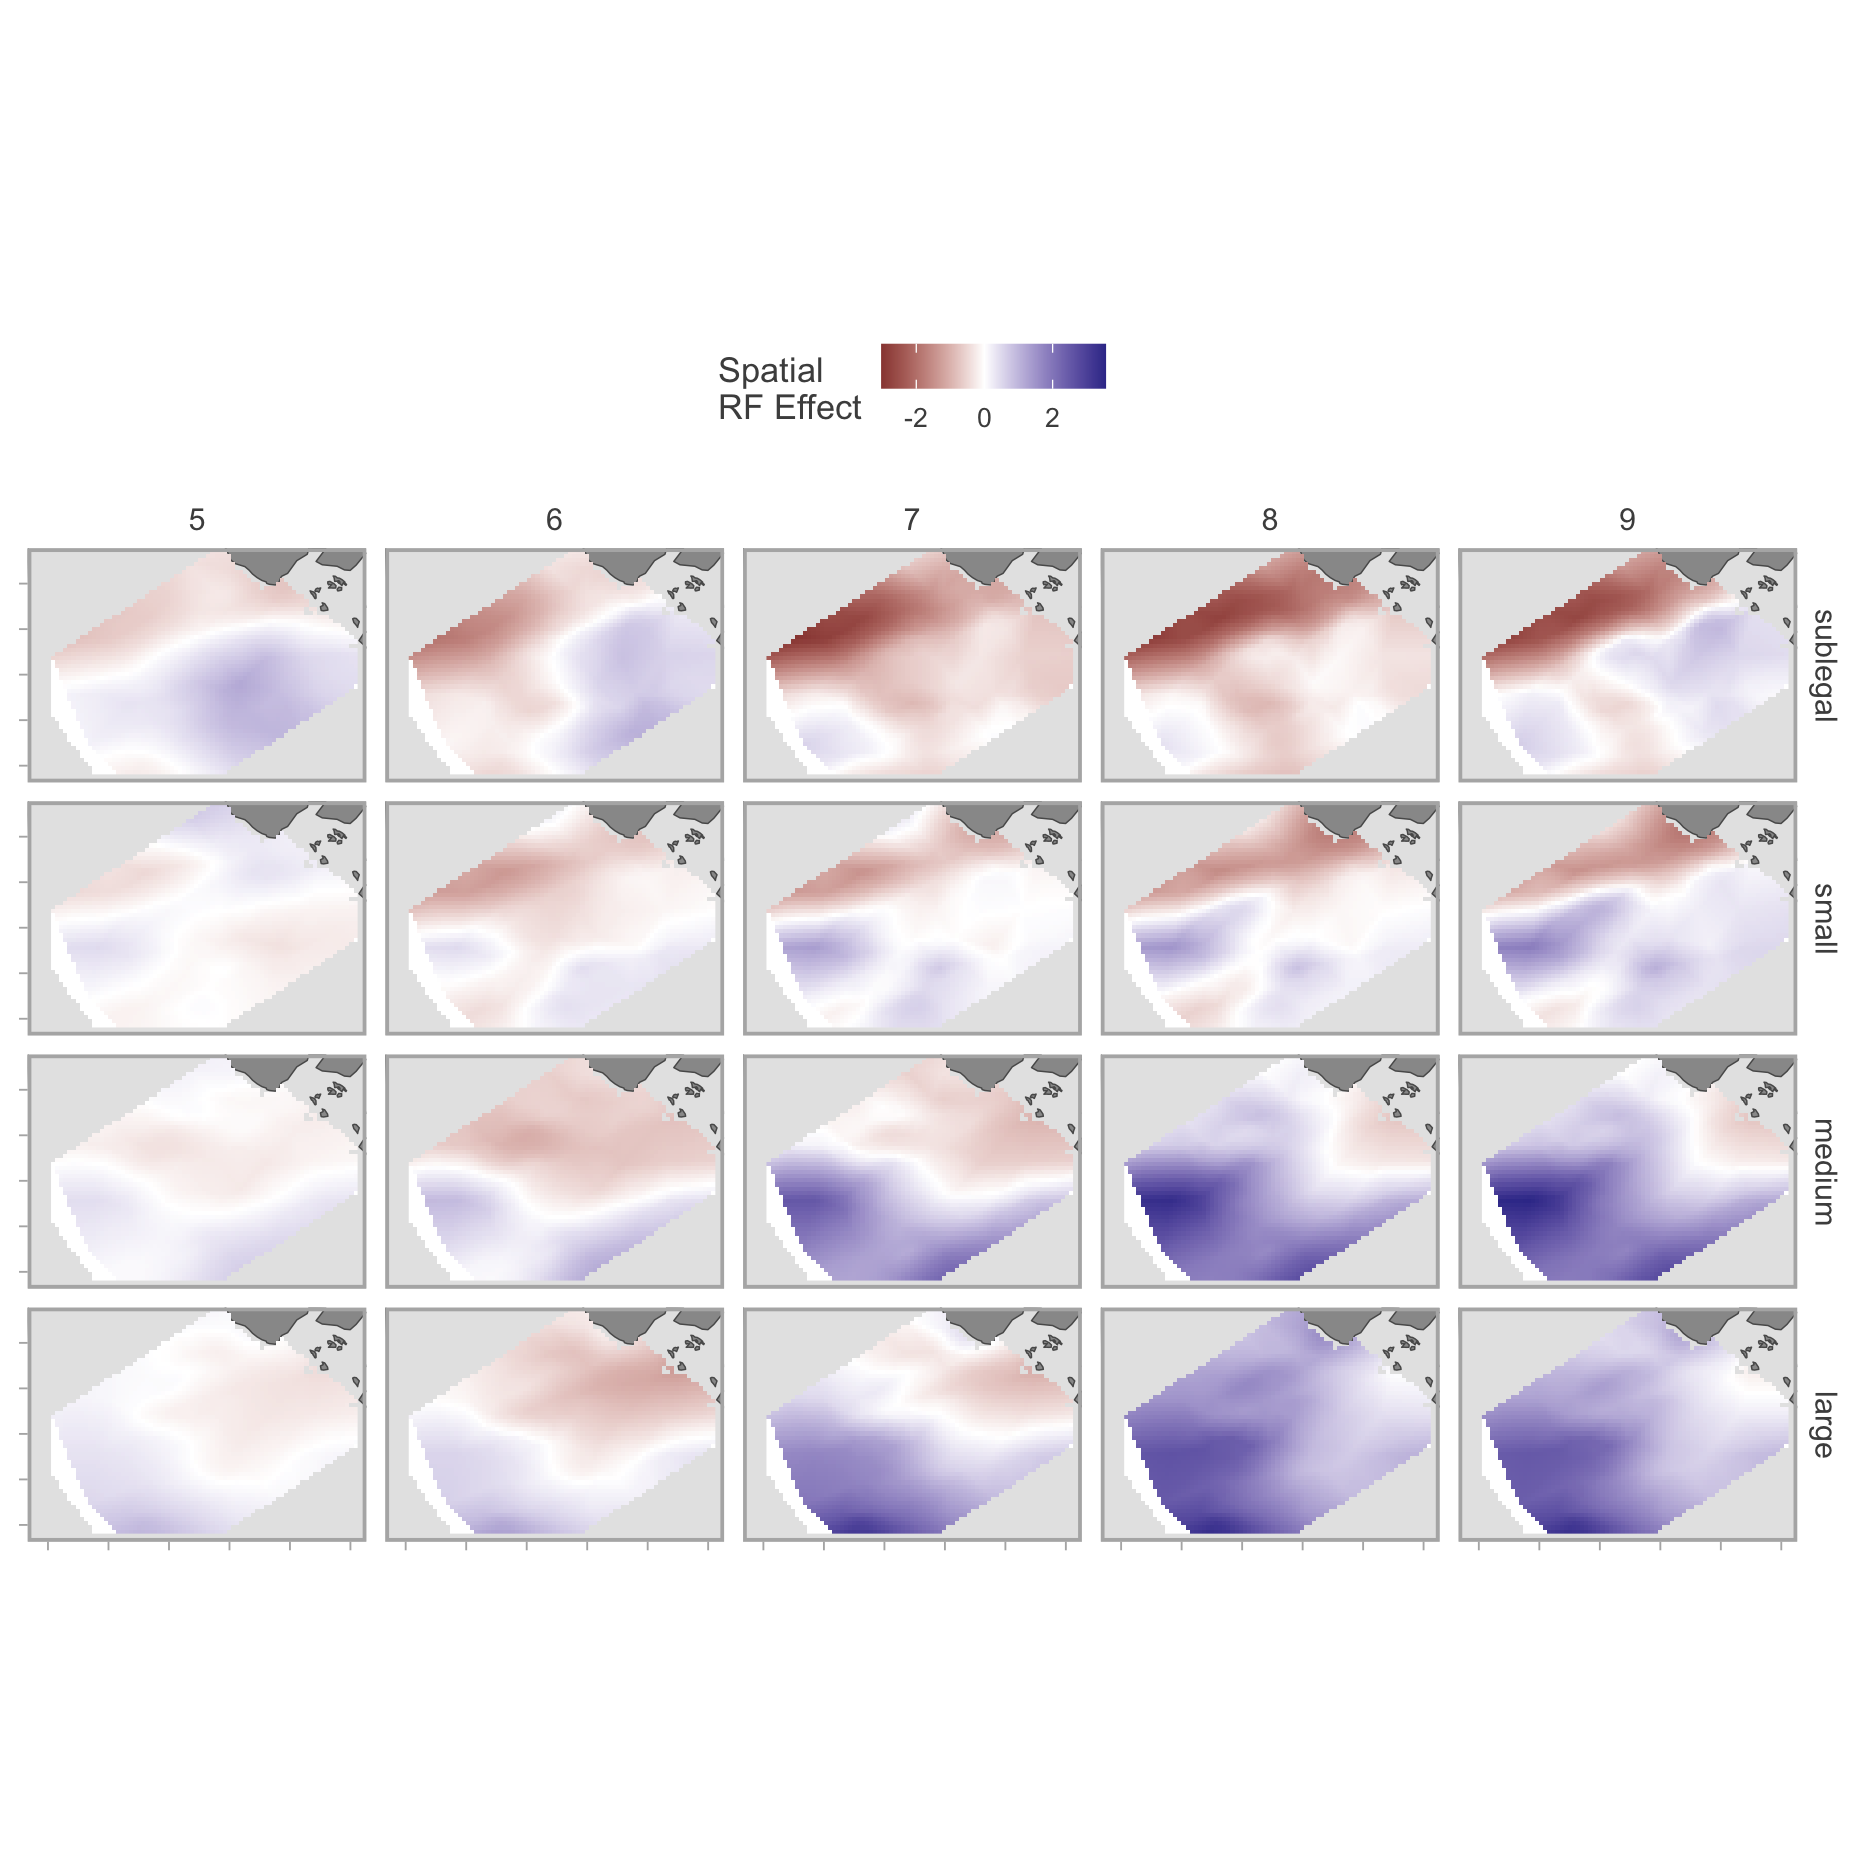 Spatial
RF Effect
-2 0 2
5 6 7 8 9
sublegal
small
medium
large